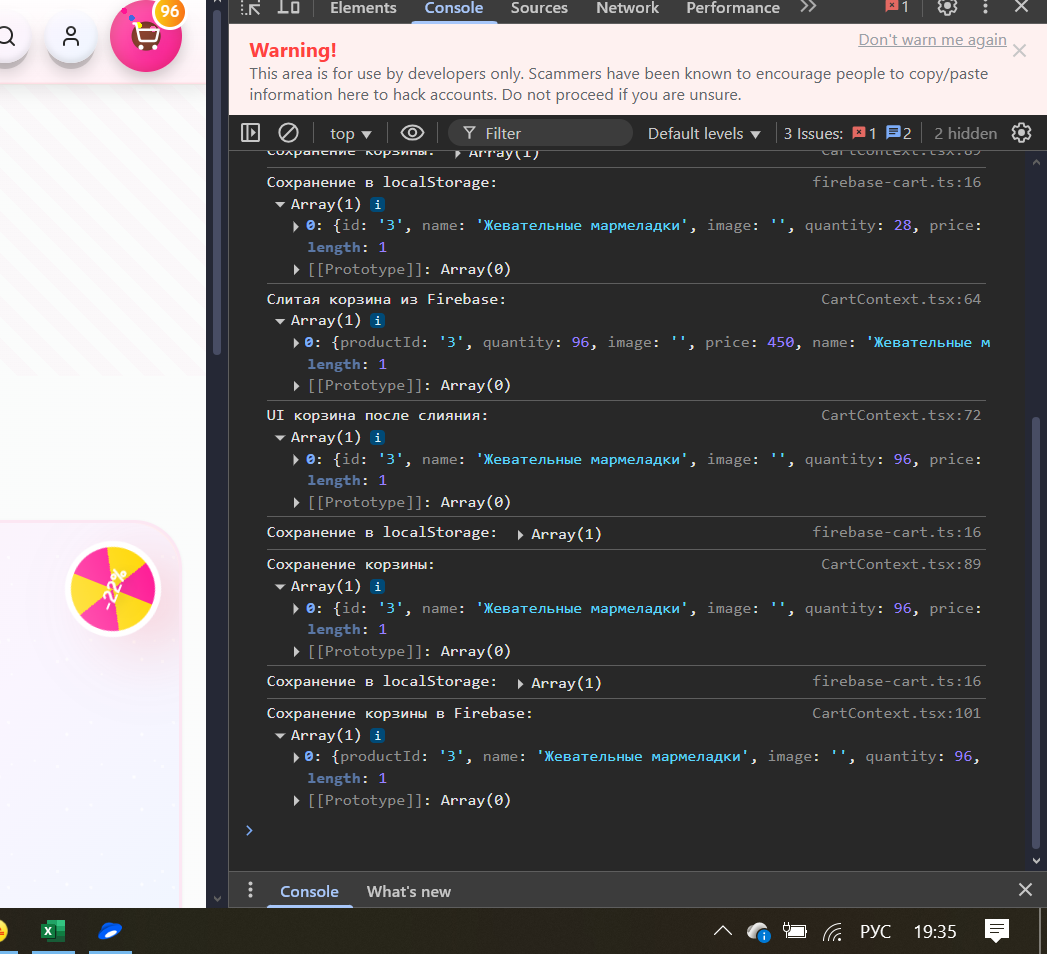 96
Elements Console Sources Network Performance 1
Don't warn me again
Warning!
This area is for use by developers only. Scammers have been known to encourage people to copy/paste
information here to hack accounts. Do not proceed if you are unsure.
top Filter Default levels 3 Issues: 1 2 2 hidden
Сохранение корзины: Array(1) CartContext.tsx:89
Сохранение в localStorage: firebase-cart.ts:16
Array(1) i
0: {id: '3', name: 'Жевательные мармеладки', image: '', quantity: 28, price:
length: 1
[[Prototype]]: Array(0)
Слитая корзина из Firebase: CartContext.tsx:64
Array(1) i
0: {productId: '3', quantity: 96, image: '', price: 450, name: 'Жевательные м
length: 1
[[Prototype]]: Array(0)
UI корзина после слияния: CartContext.tsx:72
Array(1) i
0: {id: '3', name: 'Жевательные мармеладки', image: '', quantity: 96, price:
length: 1
[[Prototype]]: Array(0)
Сохранение в localStorage: Array(1) firebase-cart.ts:16
Сохранение корзины: CartContext.tsx:89
Array(1) i
0: {id: '3', name: 'Жевательные мармеладки', image: '', quantity: 96, price:
length: 1
[[Prototype]]: Array(0)
-22%
Сохранение в localStorage: Array(1) firebase-cart.ts:16
Сохранение корзины в Firebase: CartContext.tsx:101
Array(1) i
0: {productId: '3', name: 'Жевательные мармеладки', image: '', quantity: 96,
length: 1
[[Prototype]]: Array(0)
Console What's new
РУС 19:35